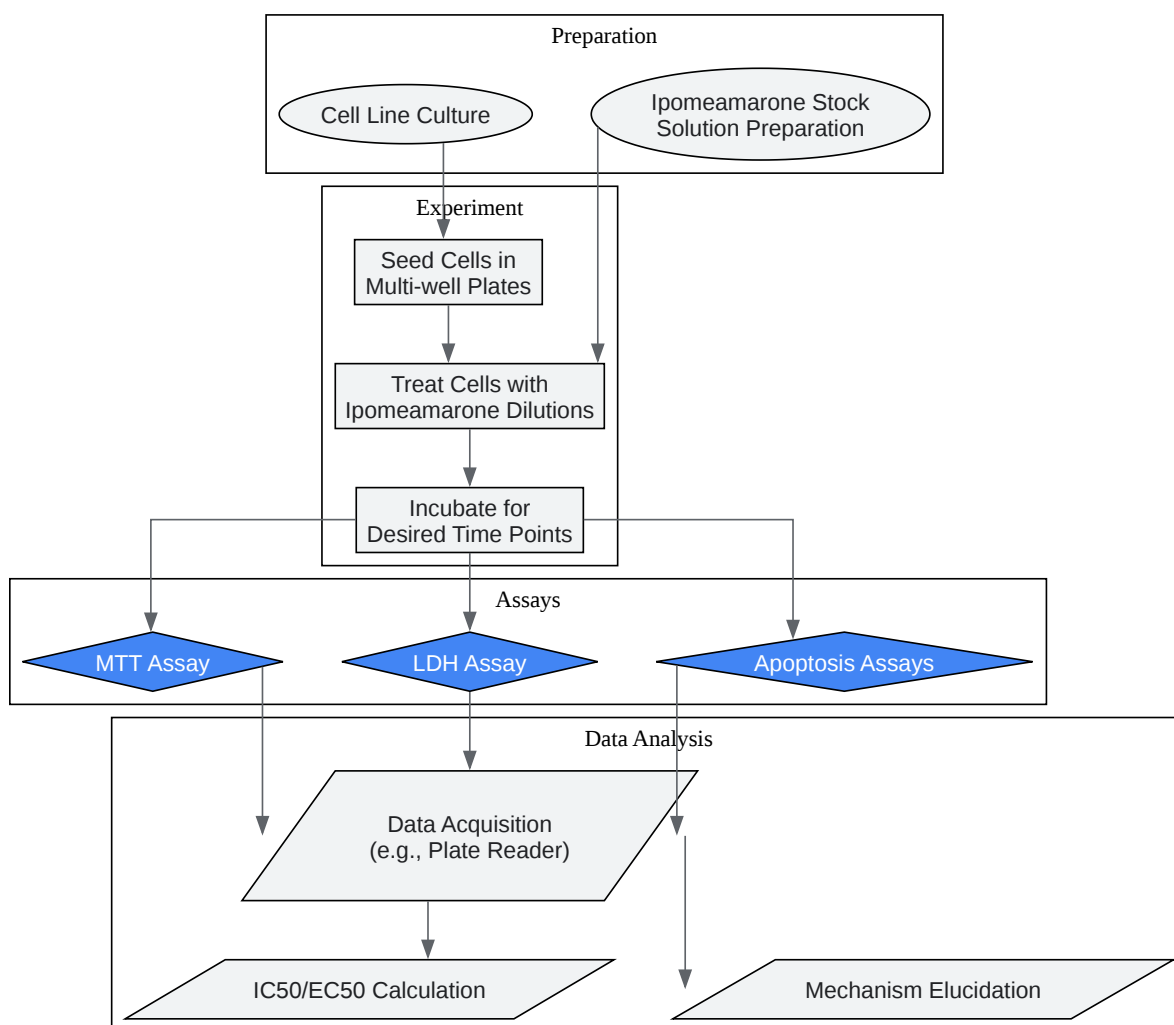 Preparation
Cell Line Culture
Ipomeamarone Stock
Solution Preparation
Experiment
Seed Cells in
Multi-well Plates
Treat Cells with
Ipomeamarone Dilutions
Incubate for
Desired Time Points
Assays
MTT Assay
LDH Assay
Apoptosis Assays
Data Analysis
Data Acquisition
(e.g., Plate Reader)
IC50/EC50 Calculation
Mechanism Elucidation